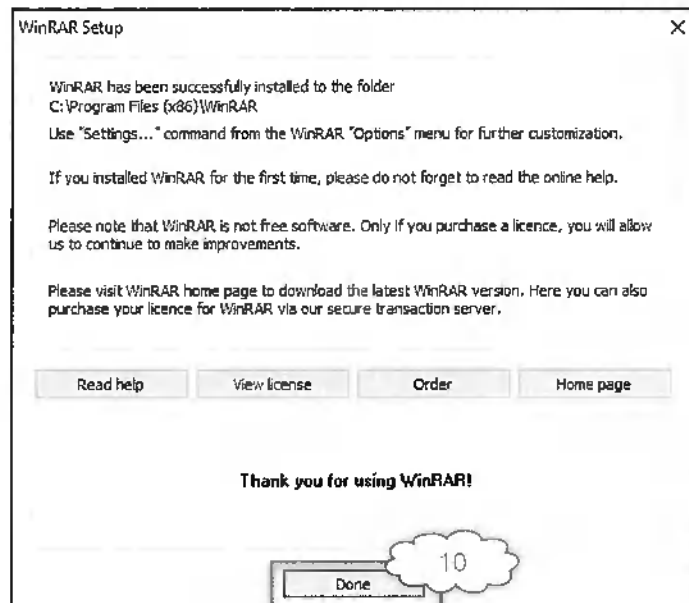 WinRAR Setup
WinRAR has been successfully installed to the folder
C:\Program Files (x86)\WinRAR
Use "Settings..." command from the WinRAR "Options" menu for further customization.
If you installed WinRAR for the first time, please do not forget to read the online help.
Please note that WinRAR is not free software. Only if you purchase a licence, you will allow
us to continue to make improvements.
Please visit WinRAR home page to download the latest WinRAR version. Here you can also
purchase your licence for WinRAR via our secure transaction server.
Read help View license Order Home page
Thank you for using WinRAR!
10
Done